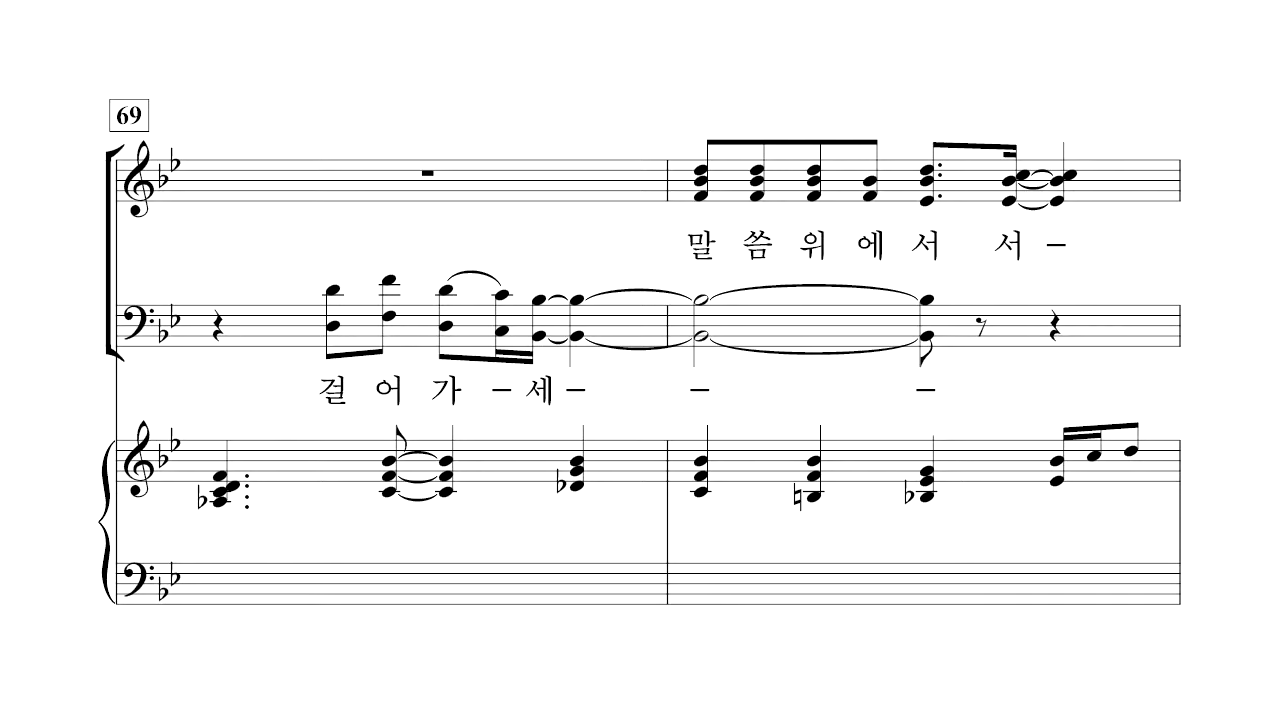 69
말 씀 위 에 서 서 –
걸 어 가 – 세 – – –